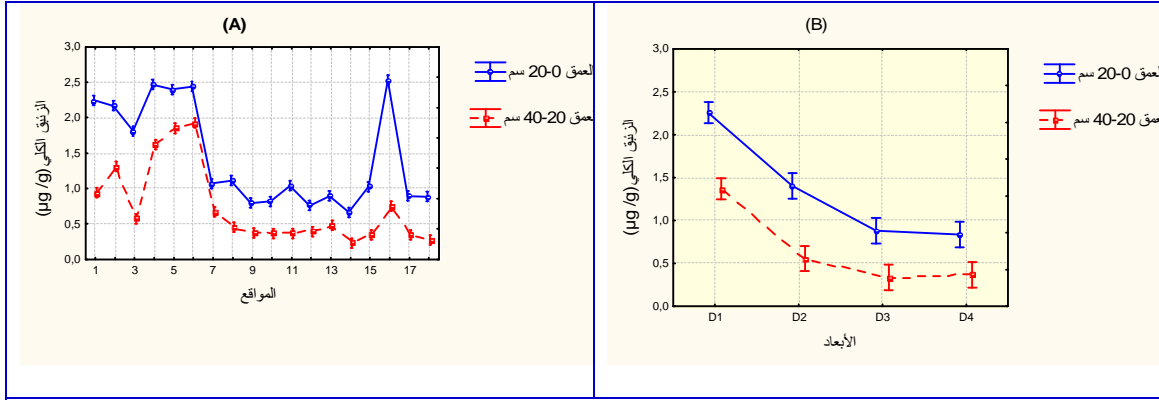 (A)
3,0
2,5
2,0
1,5
1,0
0,5
0,0
1 3 5 7 9 11 13 15 17
الزئبق الكلي (µg /g)
المواقع
العمق 0-20 سم
العمق 20-40 سم
(B)
3,0
2,5
2,0
1,5
1,0
0,5
0,0
D1 D2 D3 D4
الزئبق الكلي (µg /g)
الأبعاد
لعمق 0-20 سم
عمق 20-40 سم